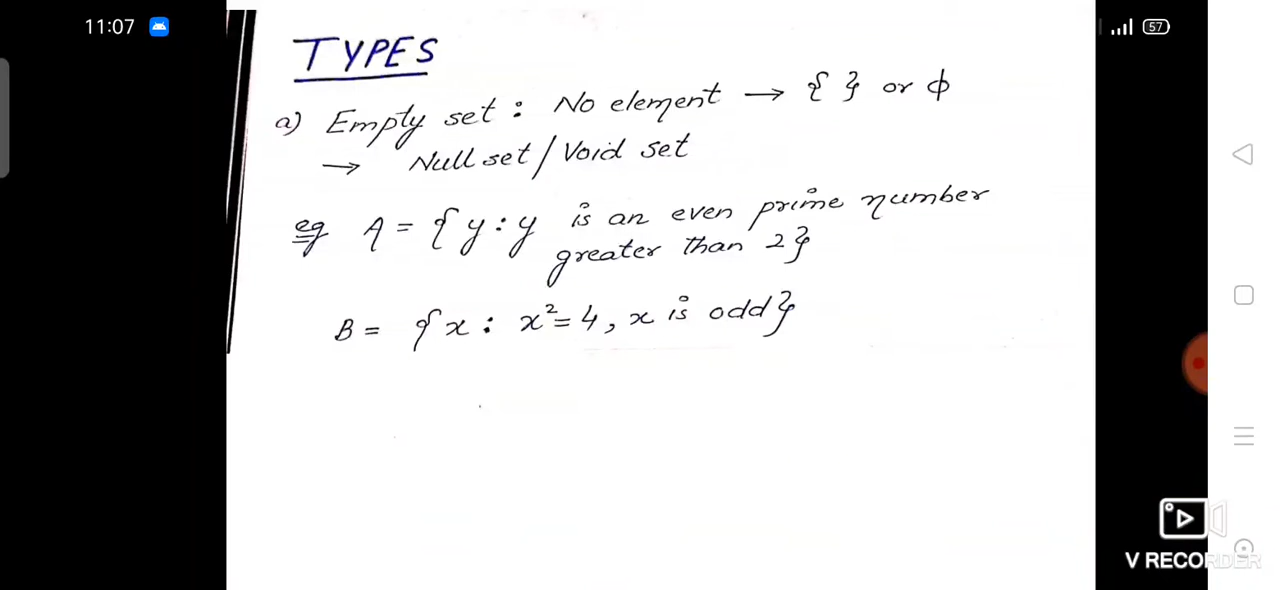 11:07
57
TYPES
a) Empty set : No element → { } or ϕ
→ Null set / Void set
eg A = { y : y is an even prime number
greater than 2}
B = { x : x² = 4, x is odd}
V RECORDER